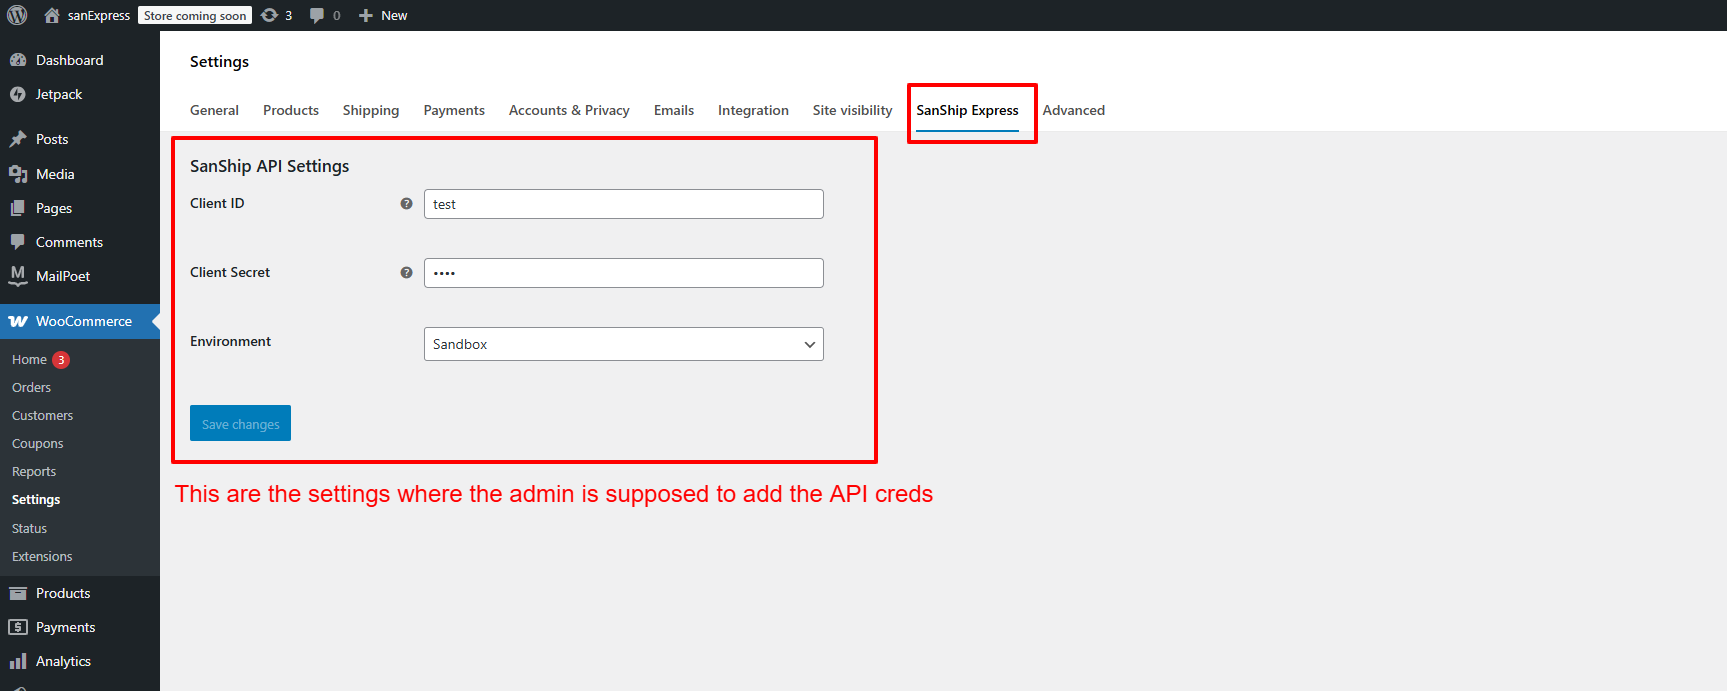 sanExpress Store coming soon 3 0 New
Dashboard
Jetpack
Posts
Media
Pages
Comments
MailPoet
WooCommerce
Home 3
Orders
Customers
Coupons
Reports
Settings
Status
Extensions
Products
Payments
Analytics
Settings
General Products Shipping Payments Accounts & Privacy Emails Integration Site visibility SanShip Express Advanced
SanShip API Settings
Client ID ? test
Client Secret ? ••••
Environment Sandbox
Save changes
This are the settings where the admin is supposed to add the API creds